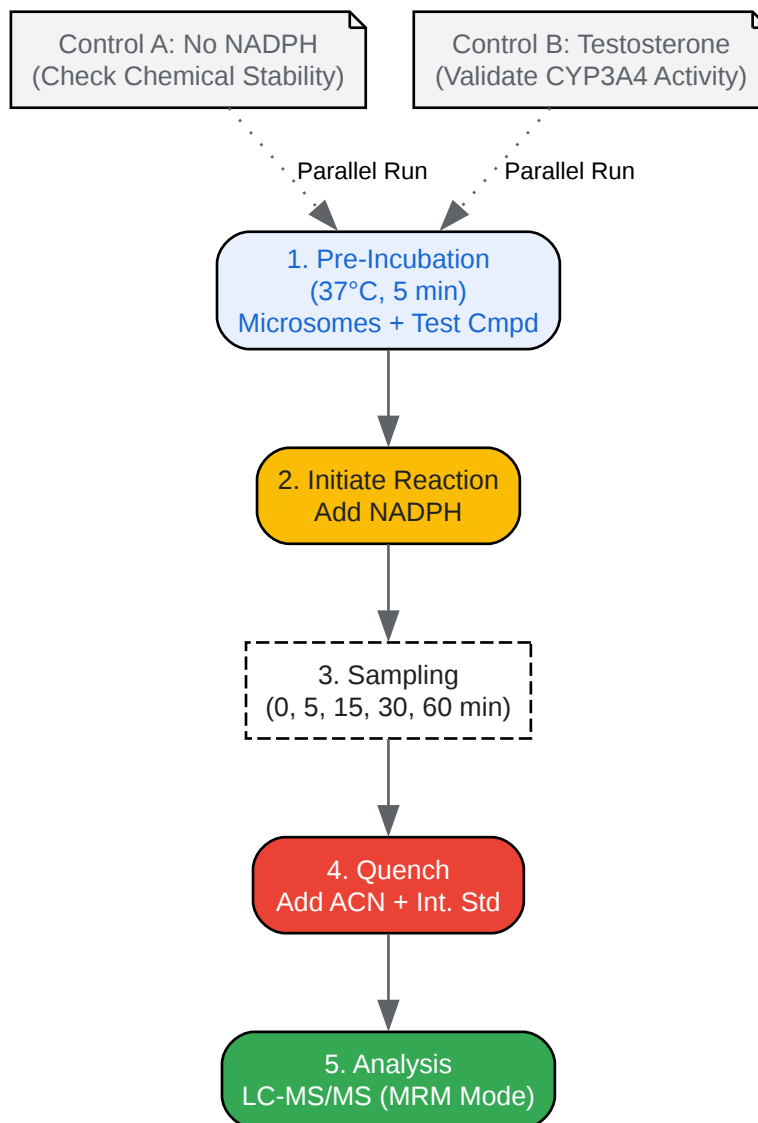 Control A: No NADPH
(Check Chemical Stability)
Control B: Testosterone
(Validate CYP3A4 Activity)
Parallel Run
Parallel Run
1. Pre-Incubation
(37°C, 5 min)
Microsomes + Test Cmpd
2. Initiate Reaction
Add NADPH
3. Sampling
(0, 5, 15, 30, 60 min)
4. Quench
Add ACN + Int. Std
5. Analysis
LC-MS/MS (MRM Mode)